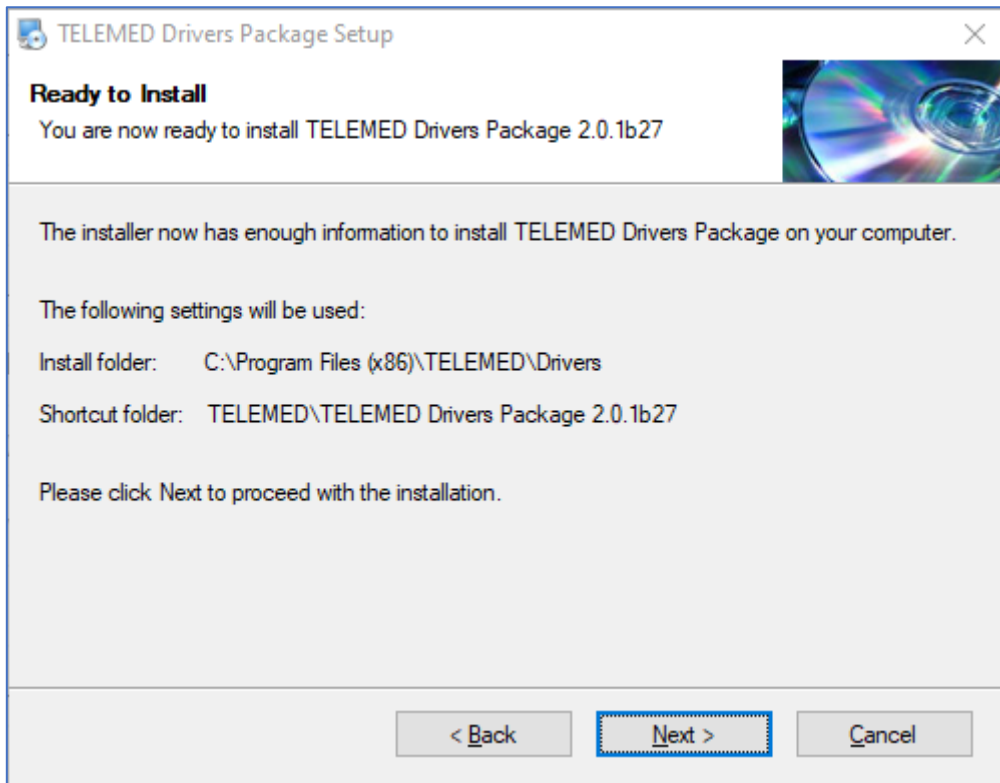 TELEMED Drivers Package Setup
Ready to Install
You are now ready to install TELEMED Drivers Package 2.0.1b27
The installer now has enough information to install TELEMED Drivers Package on your computer.
The following settings will be used:
Install folder: C:\Program Files (x86)\TELEMED\Drivers
Shortcut folder: TELEMED\TELEMED Drivers Package 2.0.1b27
Please click Next to proceed with the installation.
< Back Next > Cancel